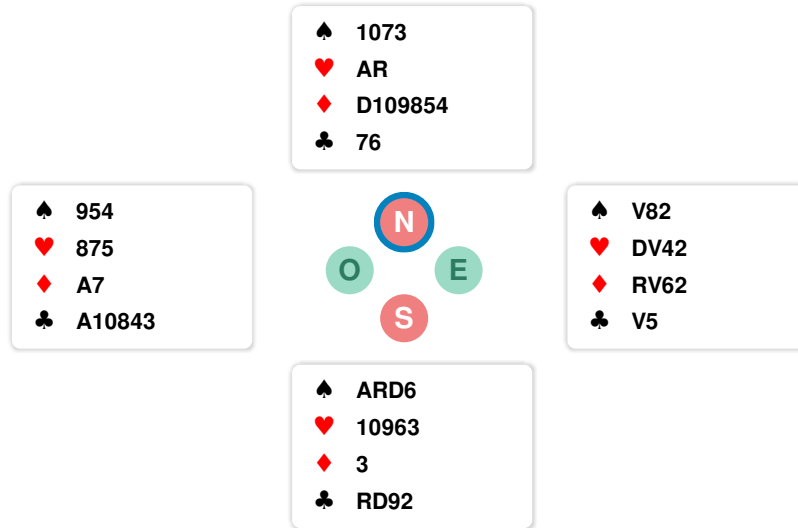 ♠ 1073
♥ AR
♦ D109854
♣ 76
♠ 954
♥ 875
♦ A7
♣ A10843
N
O E
S
♠ V82
♥ DV42
♦ RV62
♣ V5
♠ ARD6
♥ 10963
♦ 3
♣ RD92